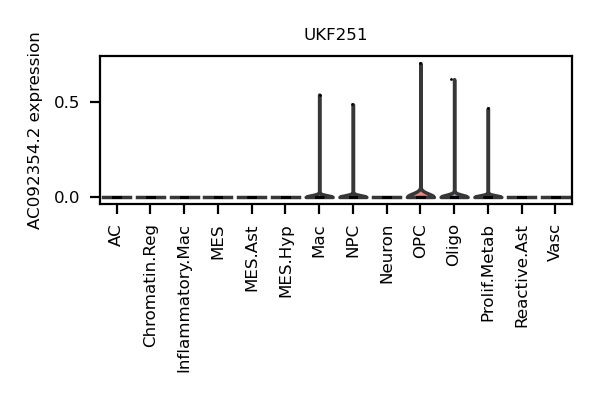 UKF251
AC092354.2 expression
0.5
0.0
AC
Chromatin.Reg
Inflammatory.Mac
MES
MES.Ast
MES.Hyp
Mac
NPC
Neuron
OPC
Oligo
Prolif.Metab
Reactive.Ast
Vasc